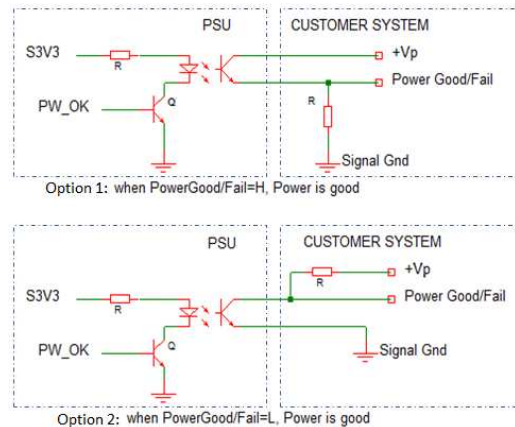 PSU
CUSTOMER SYSTEM
S3V3
R
+Vp
Power Good/Fail
PW_OK
Q
R
Signal Gnd
Option 1: when PowerGood/Fail=H, Power is good
PSU
CUSTOMER SYSTEM
+Vp
R
S3V3
R
Power Good/Fail
PW_OK
Q
Signal Gnd
Option 2: when PowerGood/Fail=L, Power is good